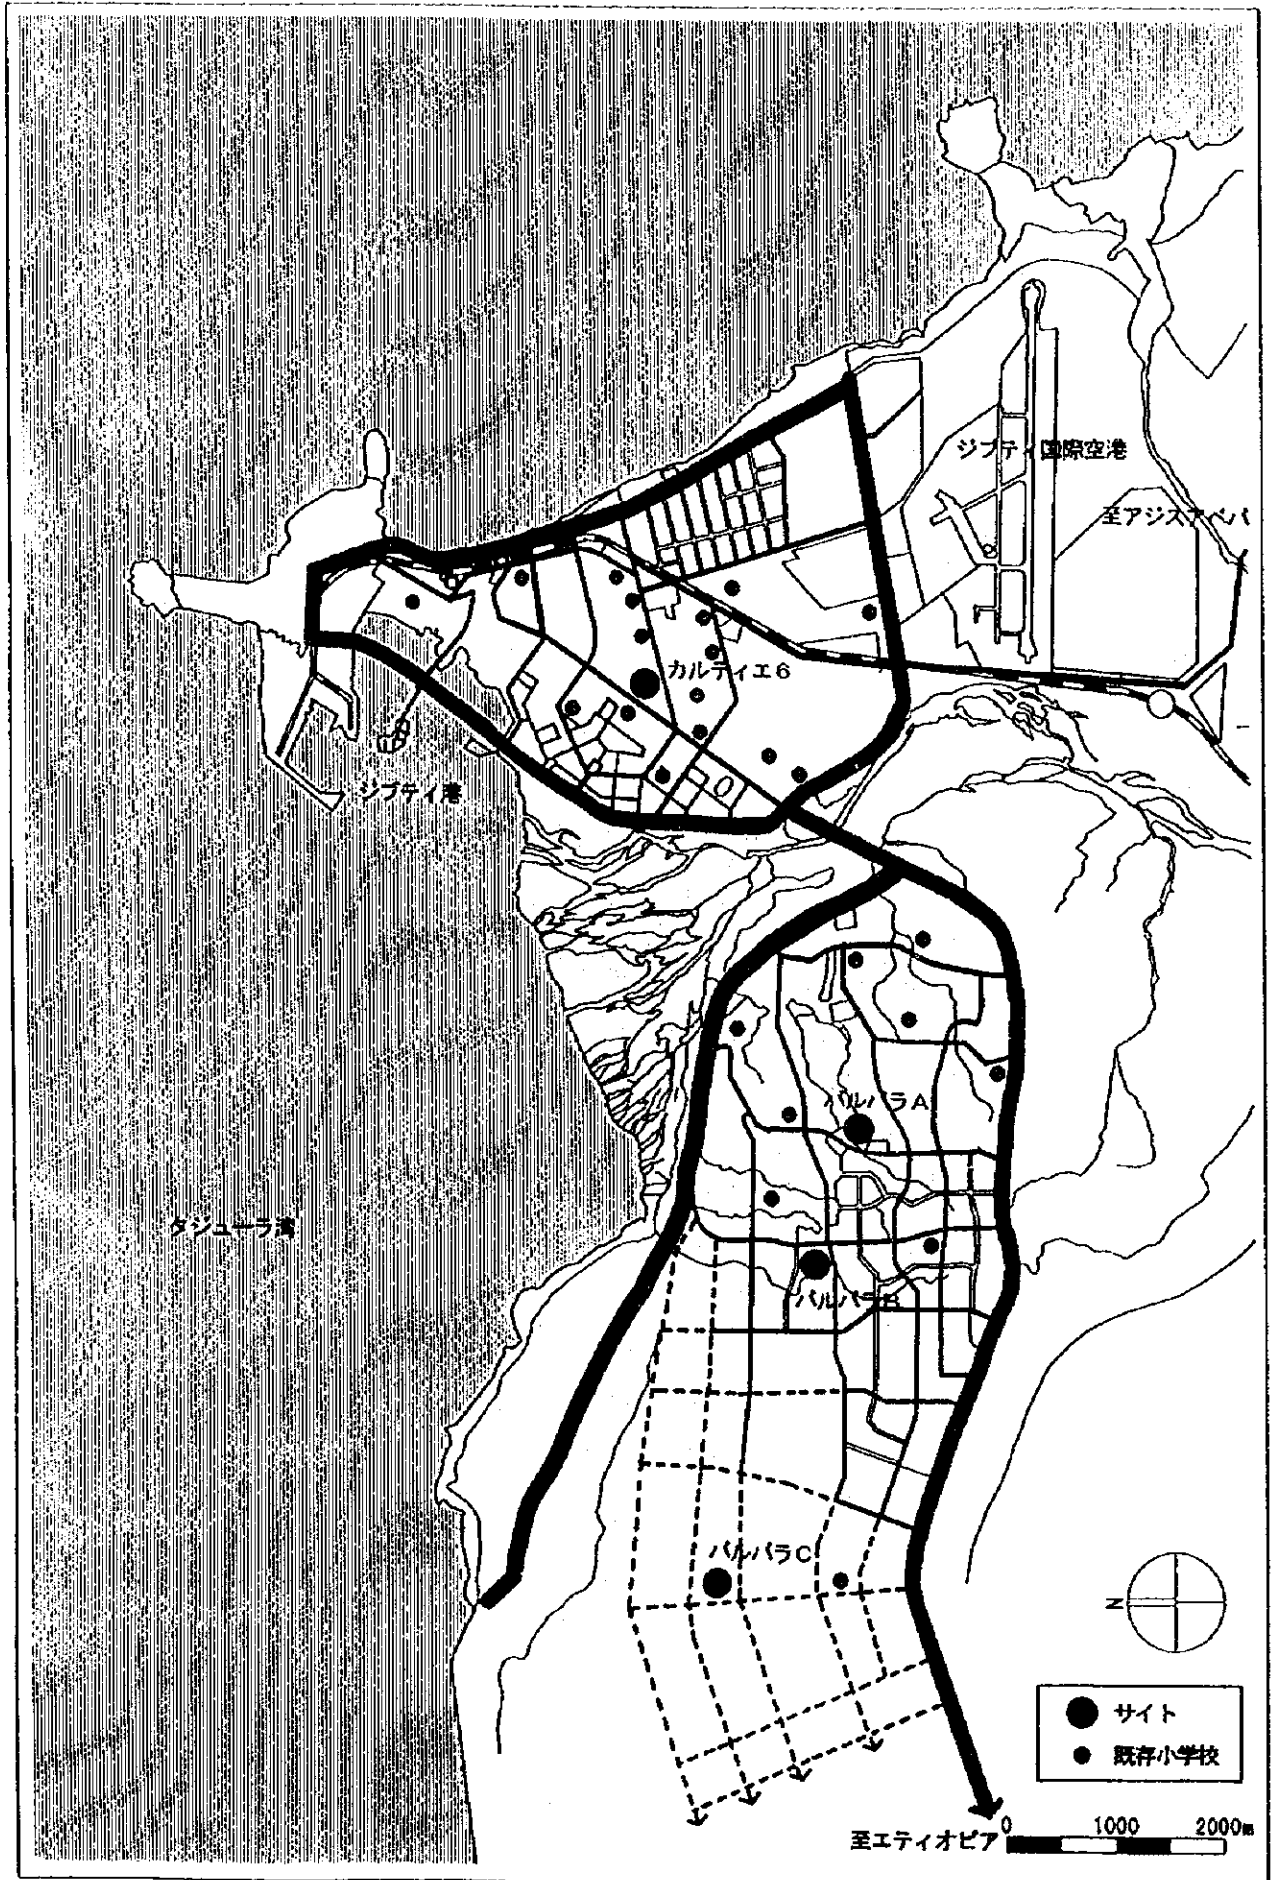 ジブティ国際空港
至アジスアベバ
カルティエ6
ジブティ港
バルバラA
タジューラ湾
バルバラB
バルバラC
N
サイト
既存小学校
0 1000 2000m
至エティオピア